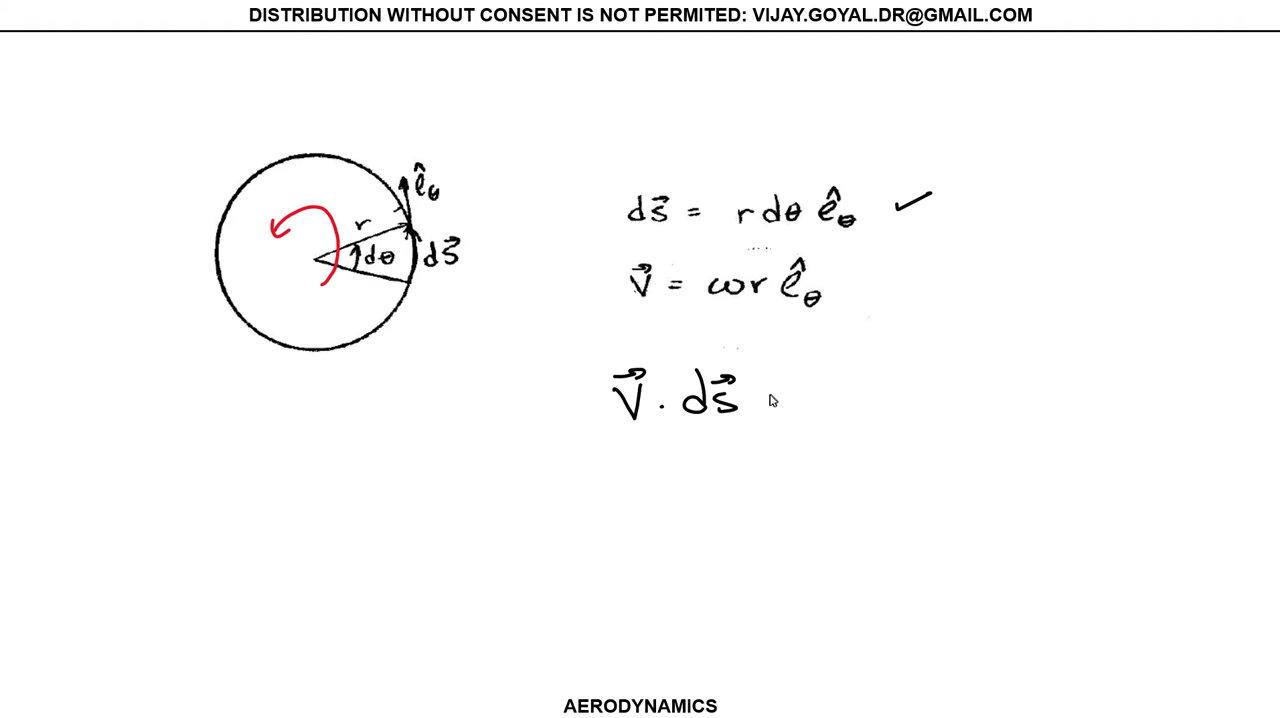 DISTRIBUTION WITHOUT CONSENT IS NOT PERMITTED: VIJAY.GOYAL.DR@GMAIL.COM
ê_θ
r
dθ
ds⃗
ds⃗ = r dθ ê_θ ✓
V⃗ = ωr ê_θ
V⃗ · ds⃗
AERODYNAMICS